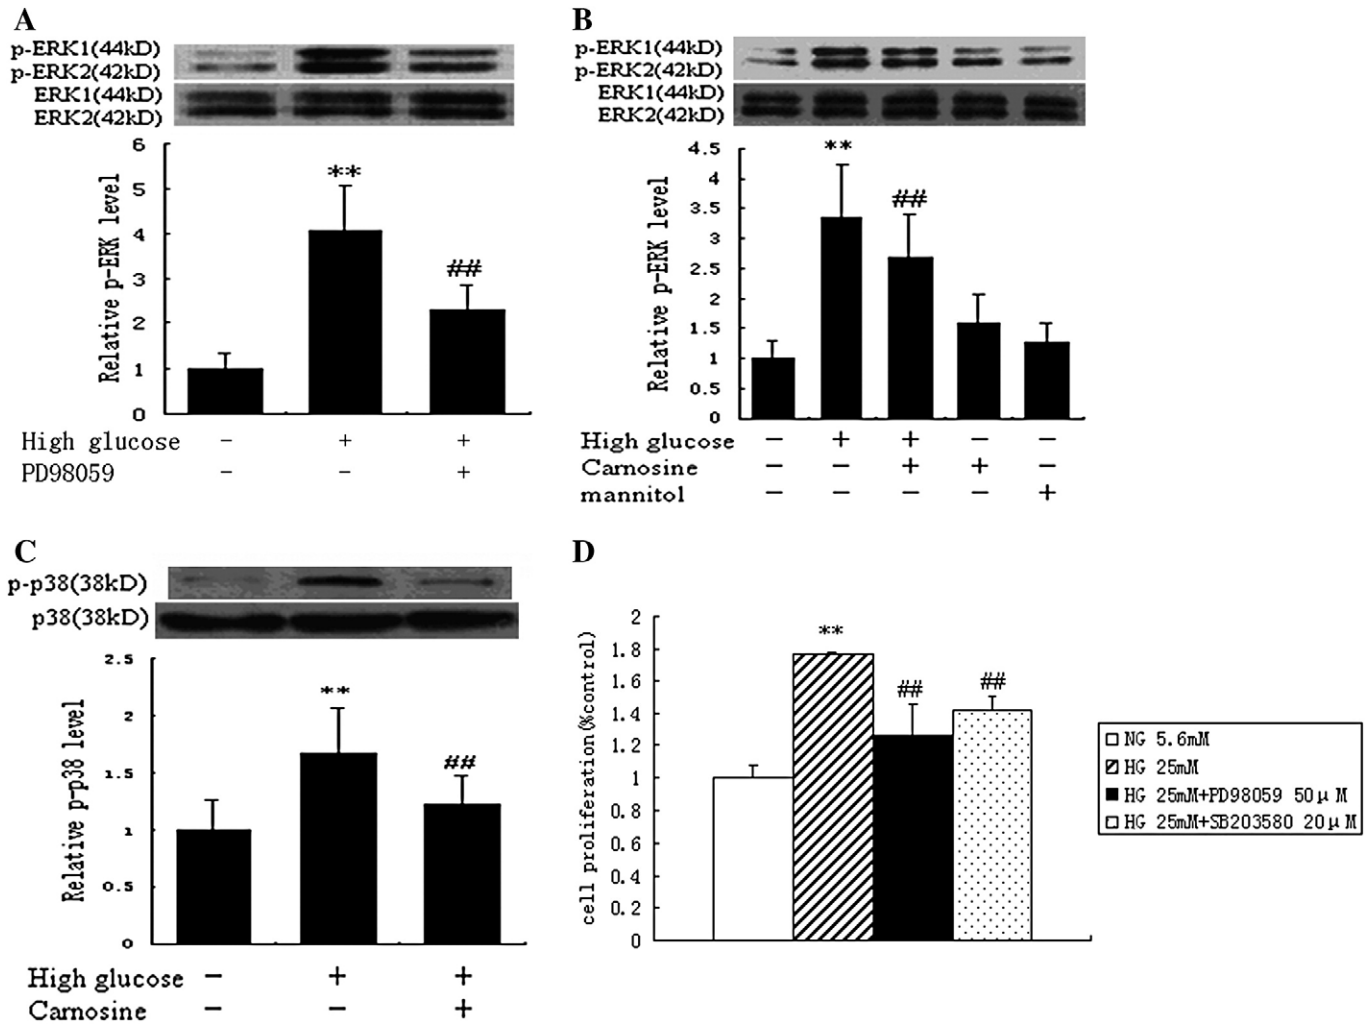 A
p-ERK1(44kD)
p-ERK2(42kD)
ERK1(44kD)
ERK2(42kD)
Relative p-ERK level
6
5
4
3
2
1
0
**
##
High glucose − + +
PD98059 − − +
B
p-ERK1(44kD)
p-ERK2(42kD)
ERK1(44kD)
ERK2(42kD)
Relative p-ERK level
4.5
4
3.5
3
2.5
2
1.5
1
0.5
0
**
##
High glucose − + + − −
Carnosine − − + + −
mannitol − − − − +
C
p-p38(38kD)
p38(38kD)
Relative p-p38 level
2.5
2
1.5
1
0.5
0
**
##
High glucose − + +
Carnosine − − +
D
cell proliferation(%control)
2
1.8
1.6
1.4
1.2
1
0.8
0.6
0.4
0.2
0
**
##
##
NG 5.6mM
HG 25mM
HG 25mM+PD98059 50μM
HG 25mM+SB203580 20μM